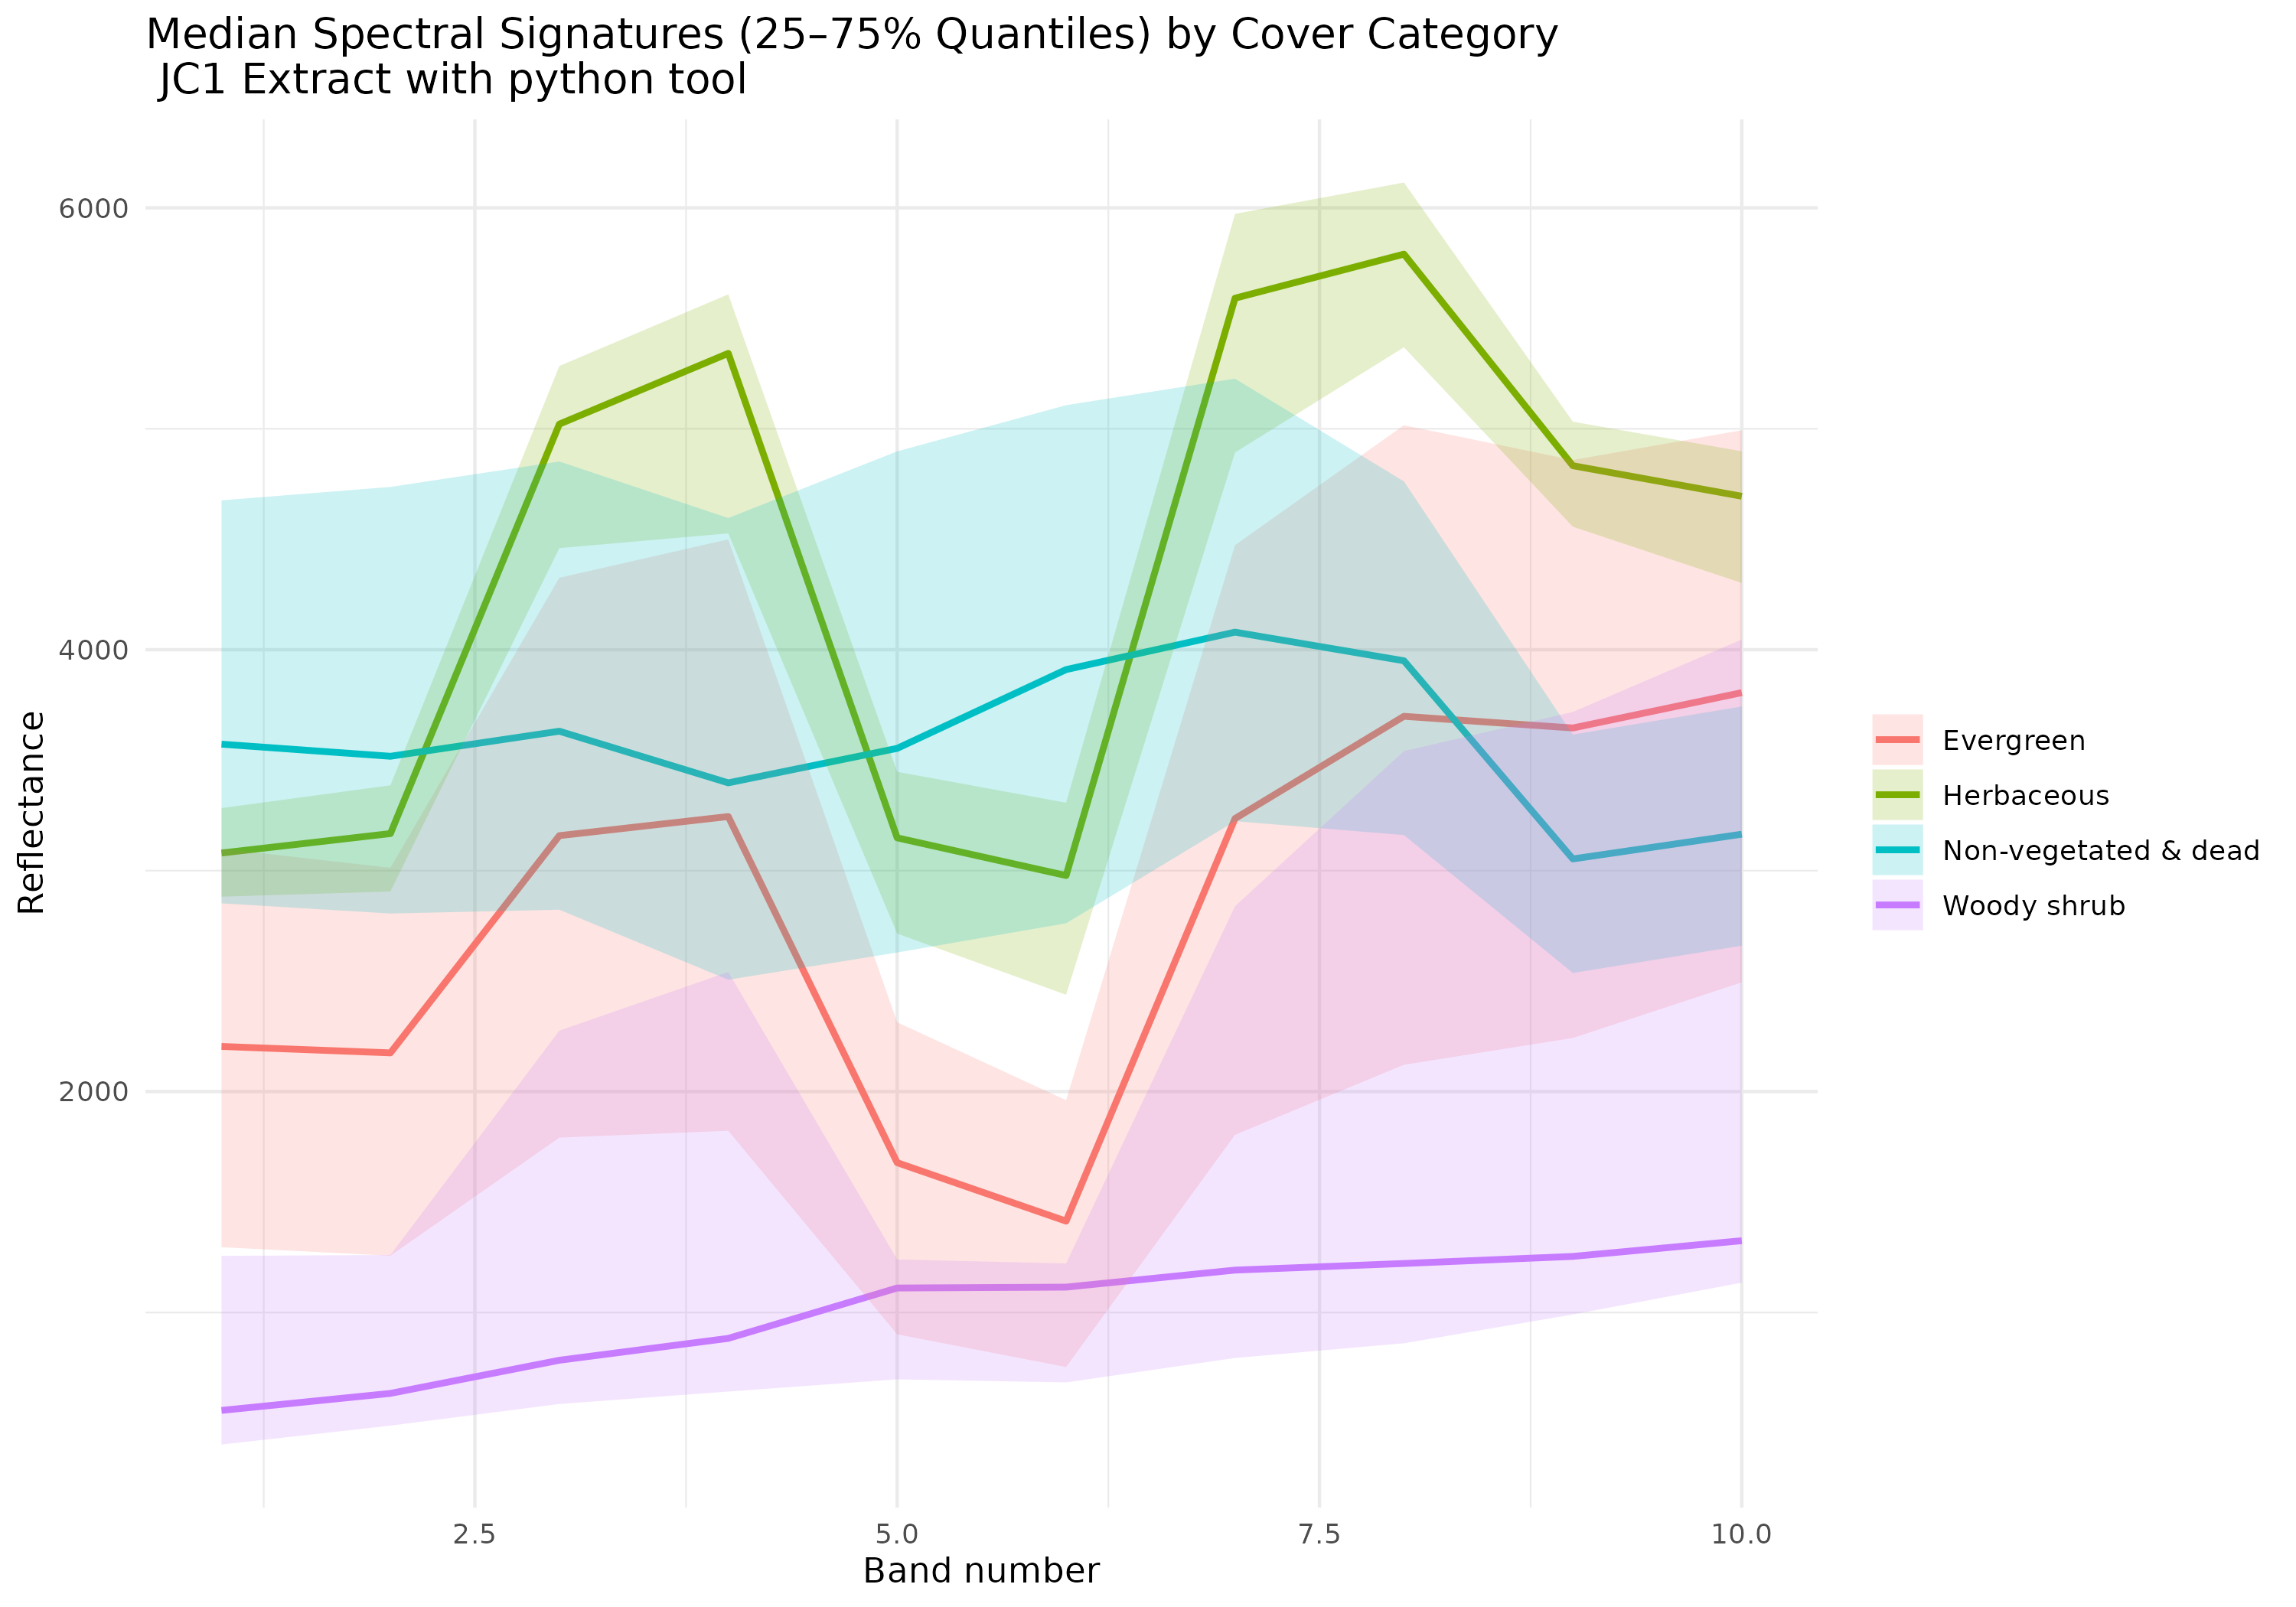 Median Spectral Signatures (25–75% Quantiles) by Cover Category
JC1 Extract with python tool
6000
4000
2000
Reflectance
2.5
5.0
7.5
10.0
Band number
Evergreen
Herbaceous
Non-vegetated & dead
Woody shrub